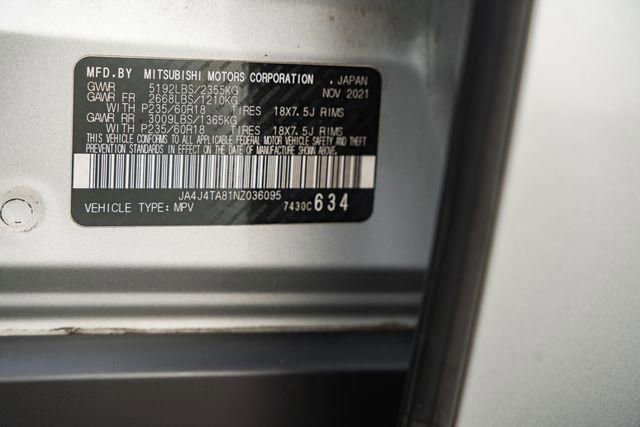 MFD.BY MITSUBISHI MOTORS CORPORATION . JAPAN
GVWR 5192LBS/2355KG NOV 2021
GAWR FR 2668LBS/1210KG
WITH P235/60R18 TIRES 18X7.5J RIMS
GAWR RR 3009LBS/1365KG
WITH P235/60R18 TIRES 18X7.5J RIMS
THIS VEHICLE CONFORMS TO ALL APPLICABLE FEDERAL MOTOR VEHICLE SAFETY AND THEFT
PREVENTION STANDARDS IN EFFECT ON THE DATE OF MANUFACTURE SHOWN ABOVE.
JA4J4TA81NZ036095
VEHICLE TYPE:MPV 7430C634